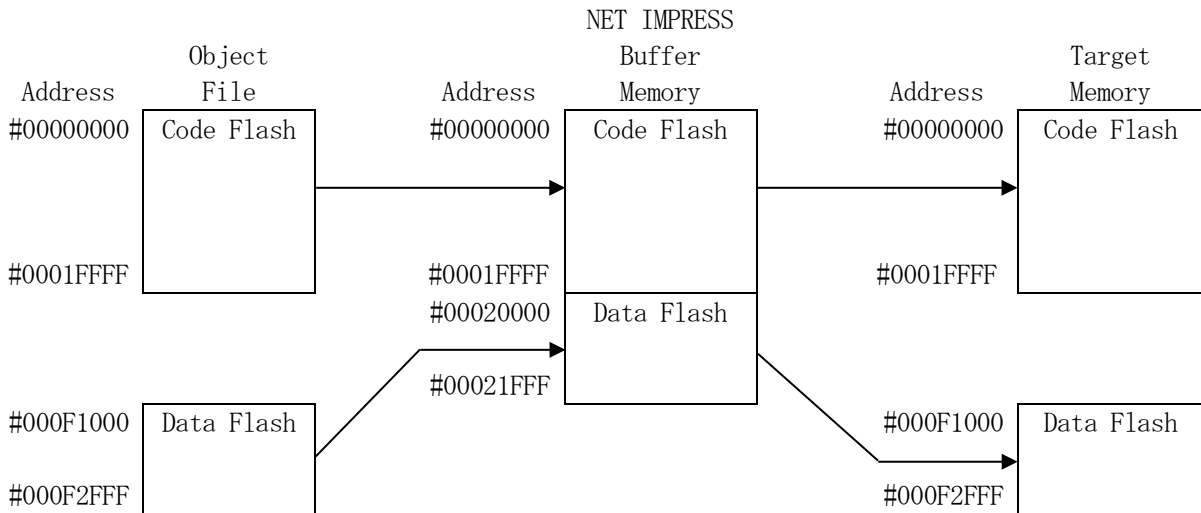 NET IMPRESS
Object Buffer Target
Address File Address Memory Address Memory
#00000000 Code Flash #00000000 Code Flash #00000000 Code Flash
#0001FFFF #0001FFFF #0001FFFF
#00020000 Data Flash
#00021FFF
#000F1000 Data Flash #000F1000 Data Flash
#000F2FFF #000F2FFF